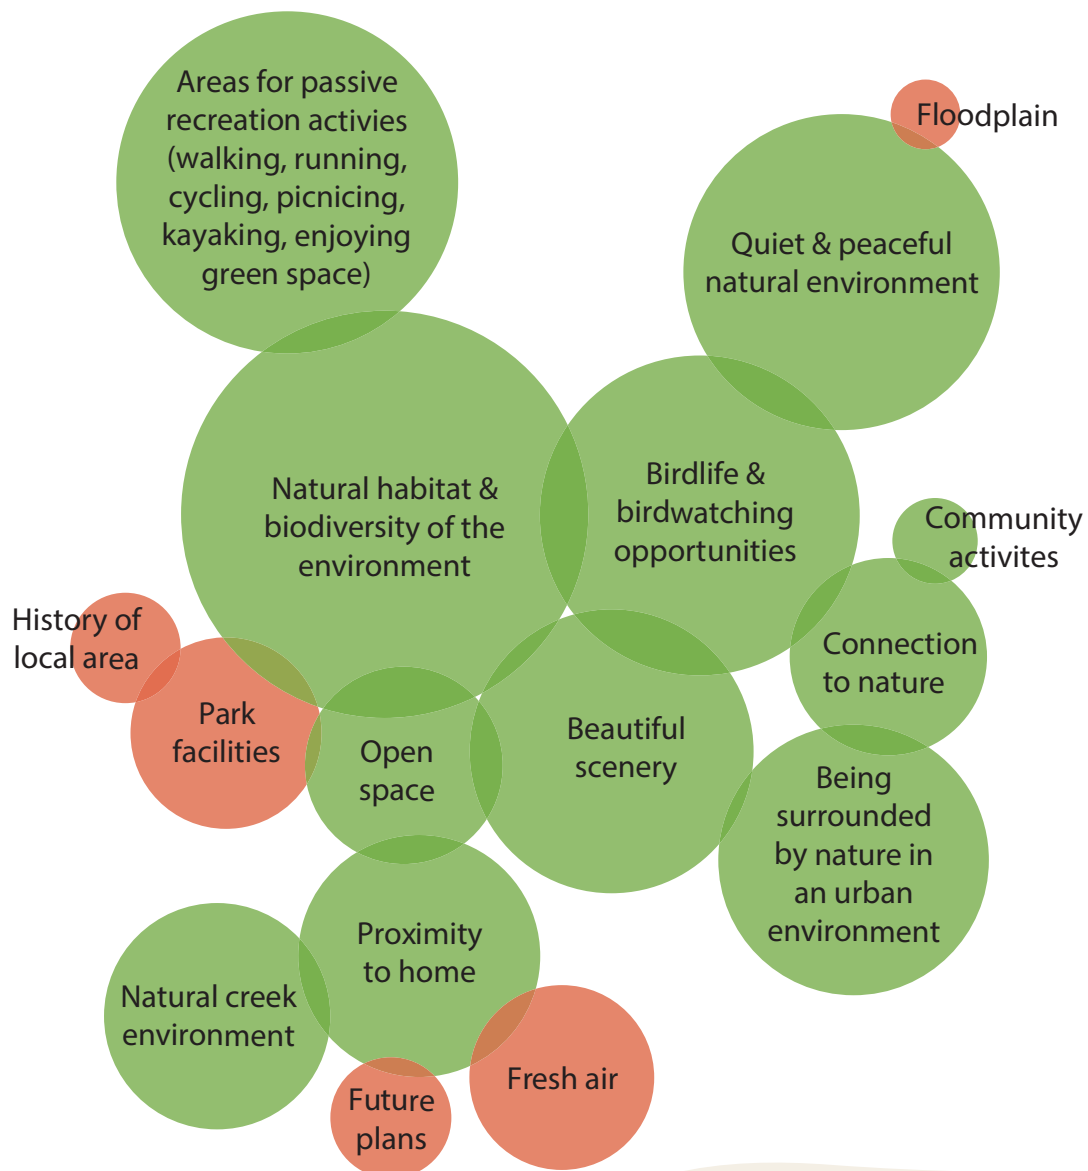 Areas for passive
recreation activies
(walking, running,
cycling, picnicing,
kayaking, enjoying
green space)
Floodplain
Quiet & peaceful
natural environment
Natural habitat &
biodiversity of the
environment
Birdlife &
birdwatching
opportunities
Community
activites
History of
local area
Connection
to nature
Park
facilities
Open
space
Beautiful
scenery
Being
surrounded
by nature in
an urban
environment
Proximity
to home
Natural creek
environment
Fresh air
Future
plans